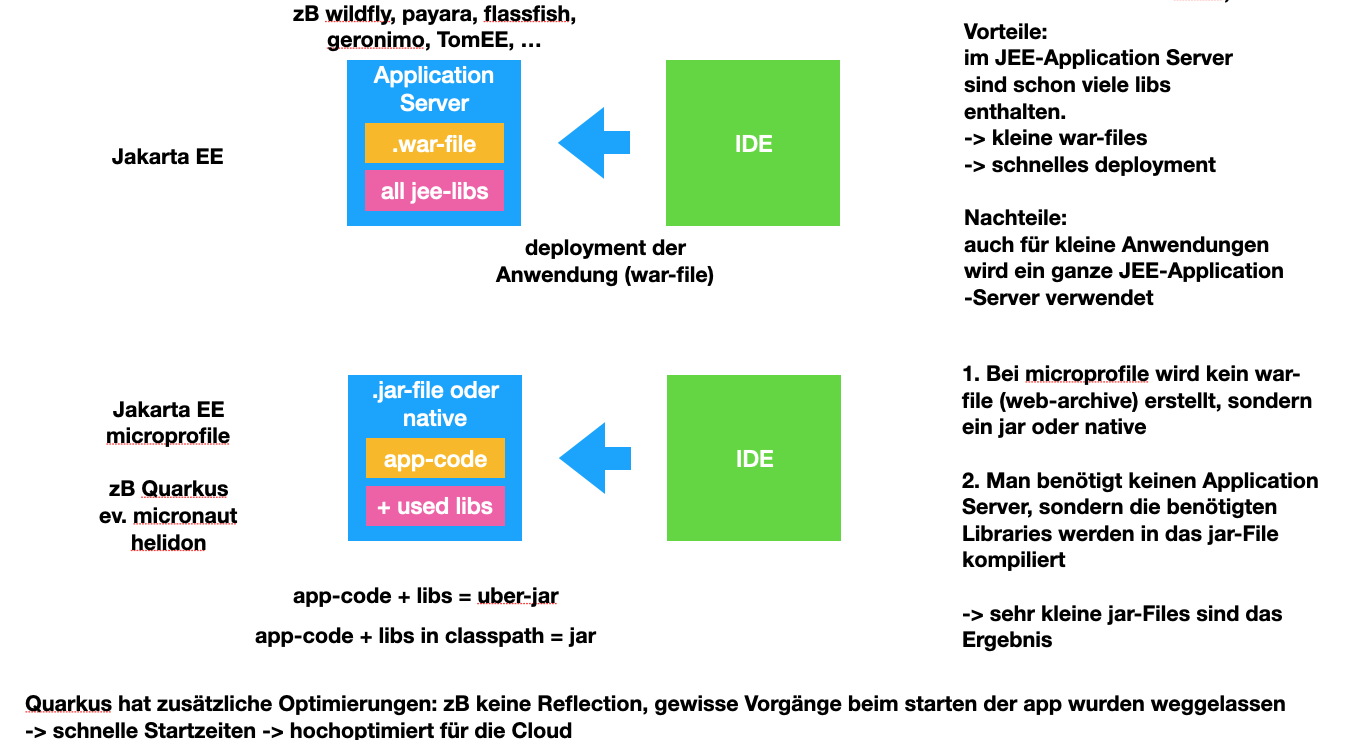 zB wildfly, payara, flassfish,
geronimo, TomEE, ...
Application
Server
.war-file
all jee-libs
IDE
Jakarta EE
deployment der
Anwendung (war-file)
Vorteile:
im JEE-Application Server
sind schon viele libs
enthalten.
-> kleine war-files
-> schnelles deployment
Nachteile:
auch für kleine Anwendungen
wird ein ganze JEE-Application
-Server verwendet
Jakarta EE
microprofile
zB Quarkus
ev. micronaut
helidon
.jar-file oder
native
app-code
+ used libs
IDE
app-code + libs = uber-jar
app-code + libs in classpath = jar
1. Bei microprofile wird kein war-
file (web-archive) erstellt, sondern
ein jar oder native
2. Man benötigt keinen Application
Server, sondern die benötigten
Libraries werden in das jar-File
kompiliert
-> sehr kleine jar-Files sind das
Ergebnis
Quarkus hat zusätzliche Optimierungen: zB keine Reflection, gewisse Vorgänge beim starten der app wurden weggelassen
-> schnelle Startzeiten -> hochoptimiert für die Cloud